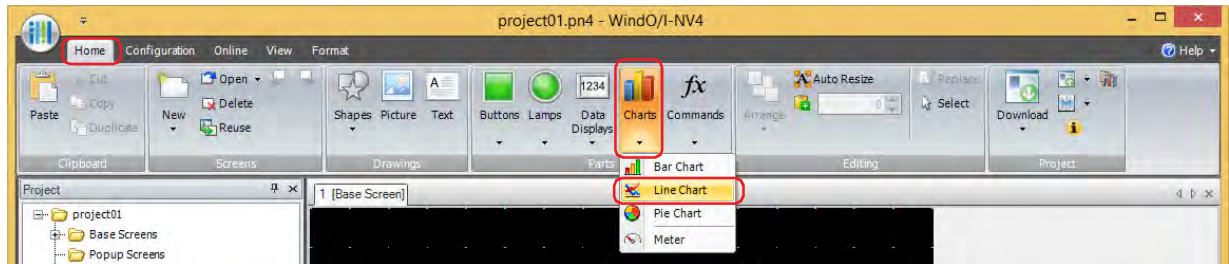 project01.pn4 - WindO/I-NV4
Home Configuration Online View Format Help
Cut Open Delete Reuse
Copy
Duplicate
Paste New Shapes Picture Text Buttons Lamps 1234 Data Displays Charts fx Commands Arrange Auto Resize 0 Replace Select Download
Clipboard Screens Drawings Parts Editing Project
Bar Chart
Line Chart
Pie Chart
Meter
Project
1 [Base Screen]
project01
Base Screens
Popup Screens